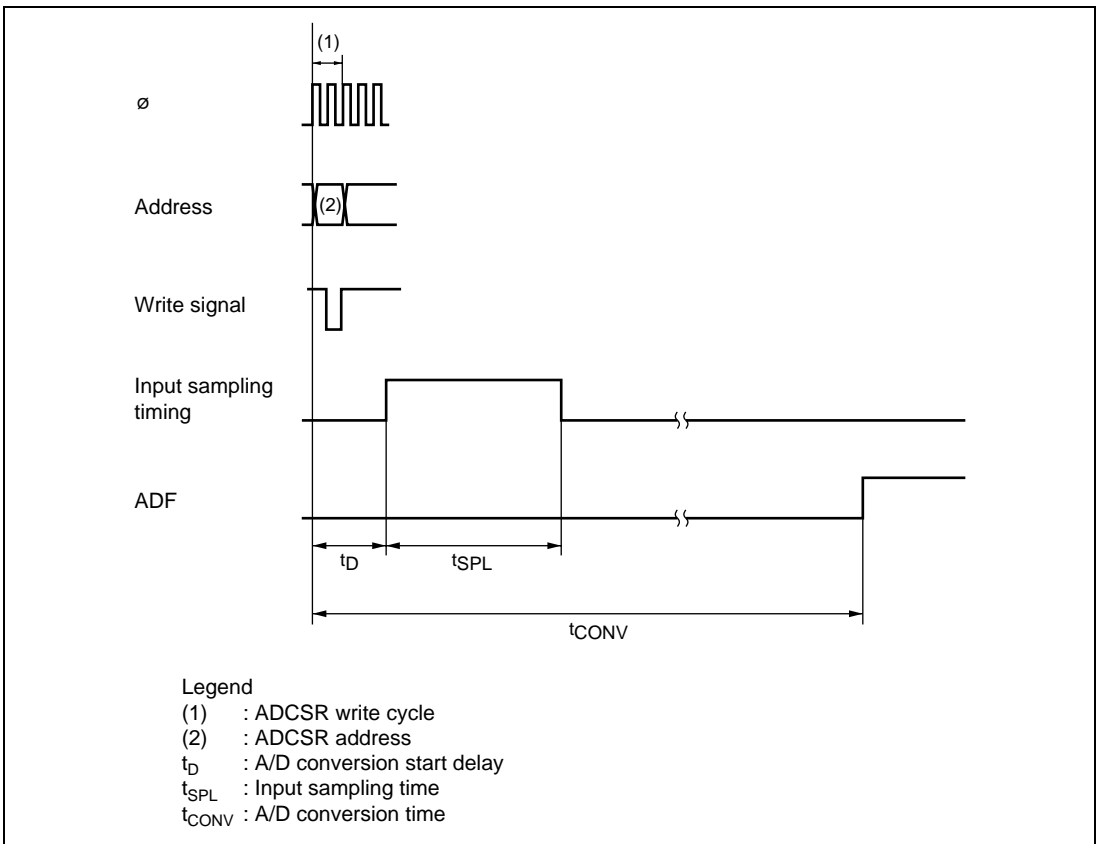 (1)
ø
Address
(2)
Write signal
Input sampling
timing
ADF
tD
tSPL
tCONV
Legend
(1) : ADCSR write cycle
(2) : ADCSR address
tD : A/D conversion start delay
tSPL : Input sampling time
tCONV : A/D conversion time